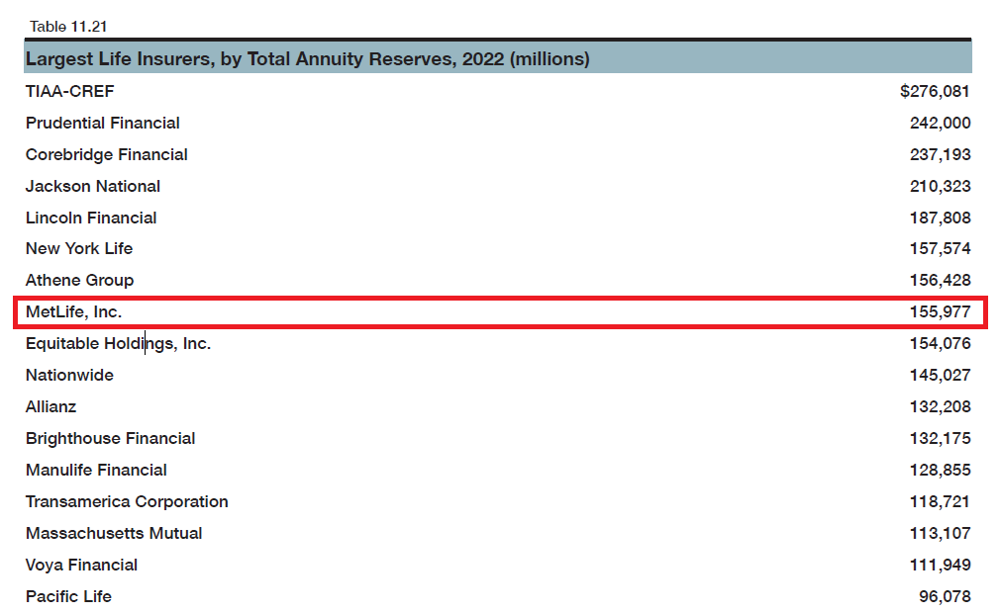 Table 11.21
Largest Life Insurers, by Total Annuity Reserves, 2022 (millions)
TIAA-CREF $276,081
Prudential Financial 242,000
Corebridge Financial 237,193
Jackson National 210,323
Lincoln Financial 187,808
New York Life 157,574
Athene Group 156,428
MetLife, Inc. 155,977
Equitable Holdings, Inc. 154,076
Nationwide 145,027
Allianz 132,208
Brighthouse Financial 132,175
Manulife Financial 128,855
Transamerica Corporation 118,721
Massachusetts Mutual 113,107
Voya Financial 111,949
Pacific Life 96,078